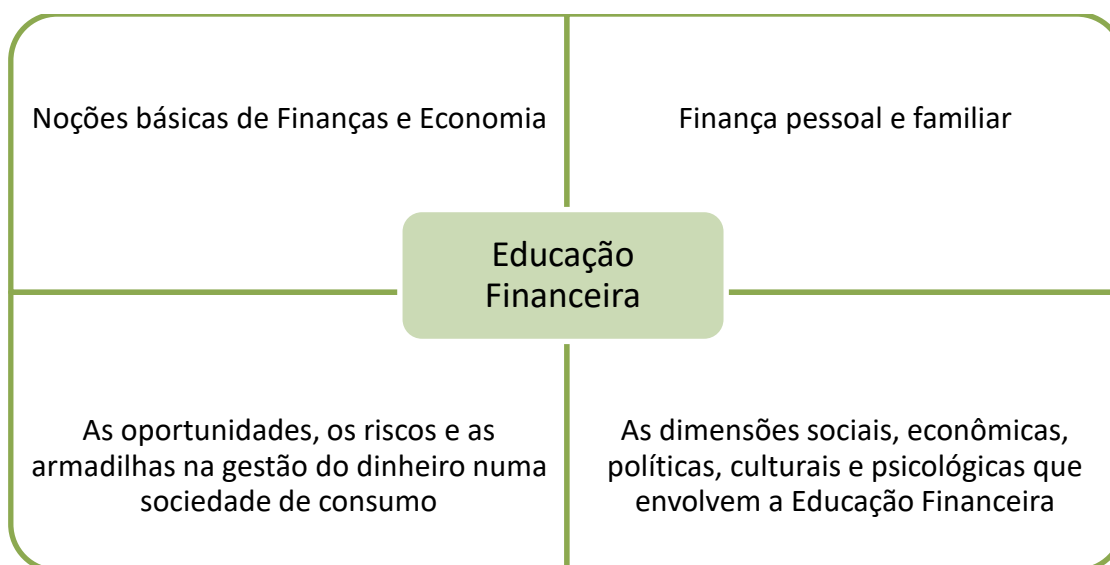 Noções básicas de Finanças e Economia
Finança pessoal e familiar
Educação
Financeira
As oportunidades, os riscos e as
armadilhas na gestão do dinheiro numa
sociedade de consumo
As dimensões sociais, econômicas,
políticas, culturais e psicológicas que
envolvem a Educação Financeira